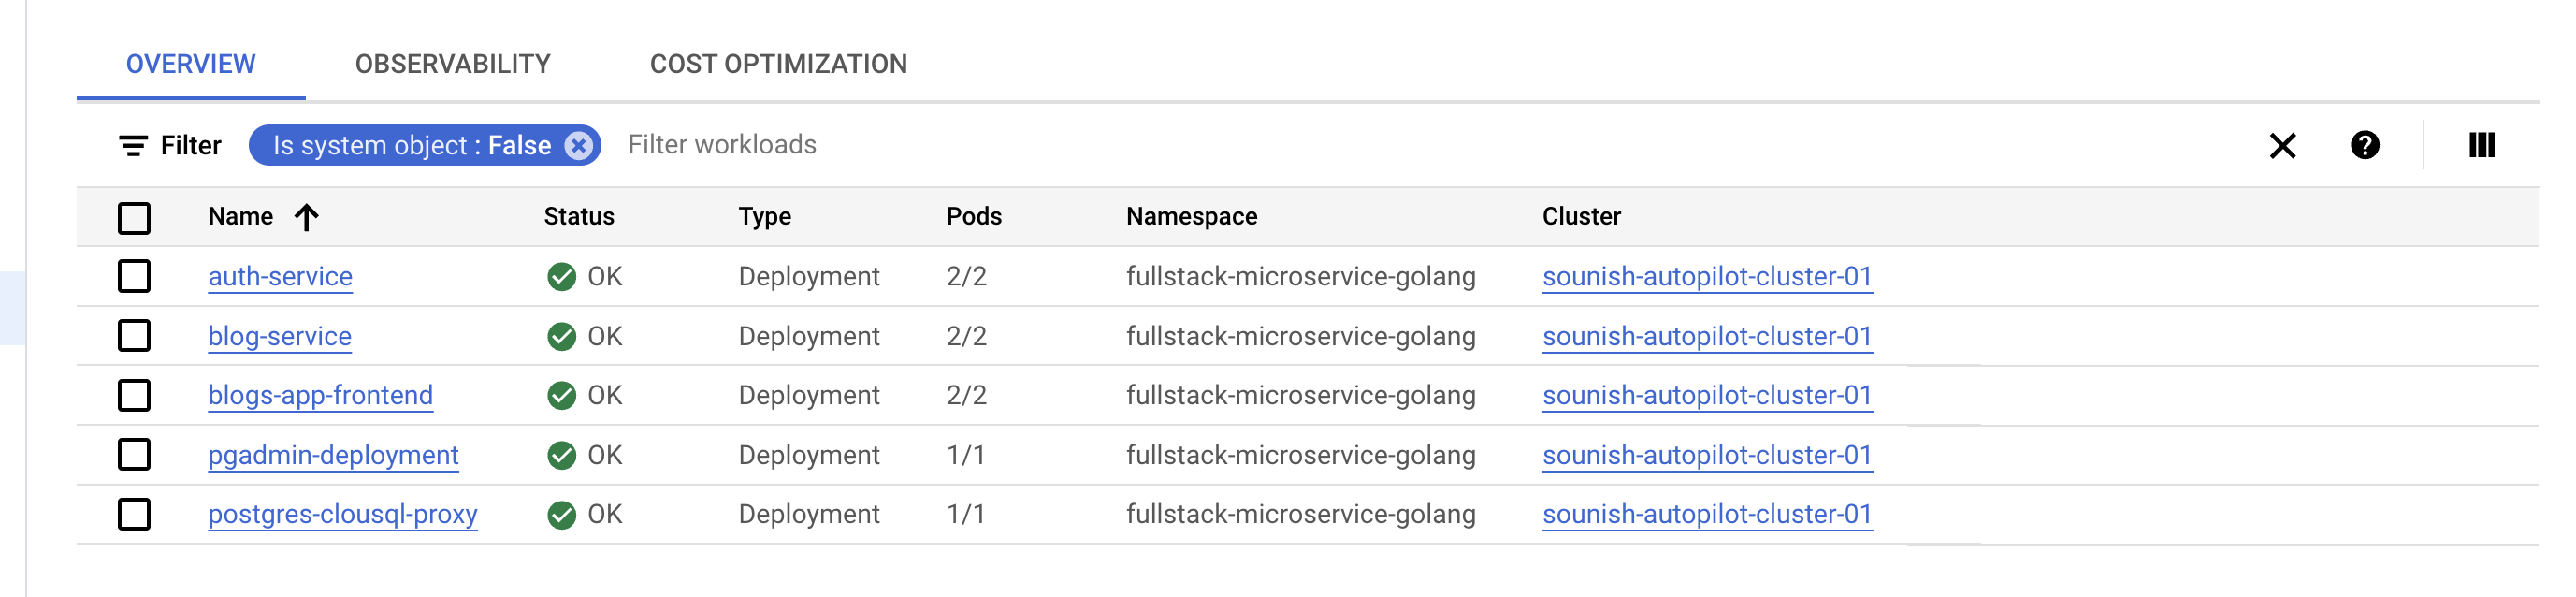 OVERVIEW OBSERVABILITY COST OPTIMIZATION
Filter Is system object : False Filter workloads
Name Status Type Pods Namespace Cluster
auth-service OK Deployment 2/2 fullstack-microservice-golang sounish-autopilot-cluster-01
blog-service OK Deployment 2/2 fullstack-microservice-golang sounish-autopilot-cluster-01
blogs-app-frontend OK Deployment 2/2 fullstack-microservice-golang sounish-autopilot-cluster-01
pgadmin-deployment OK Deployment 1/1 fullstack-microservice-golang sounish-autopilot-cluster-01
postgres-clousql-proxy OK Deployment 1/1 fullstack-microservice-golang sounish-autopilot-cluster-01